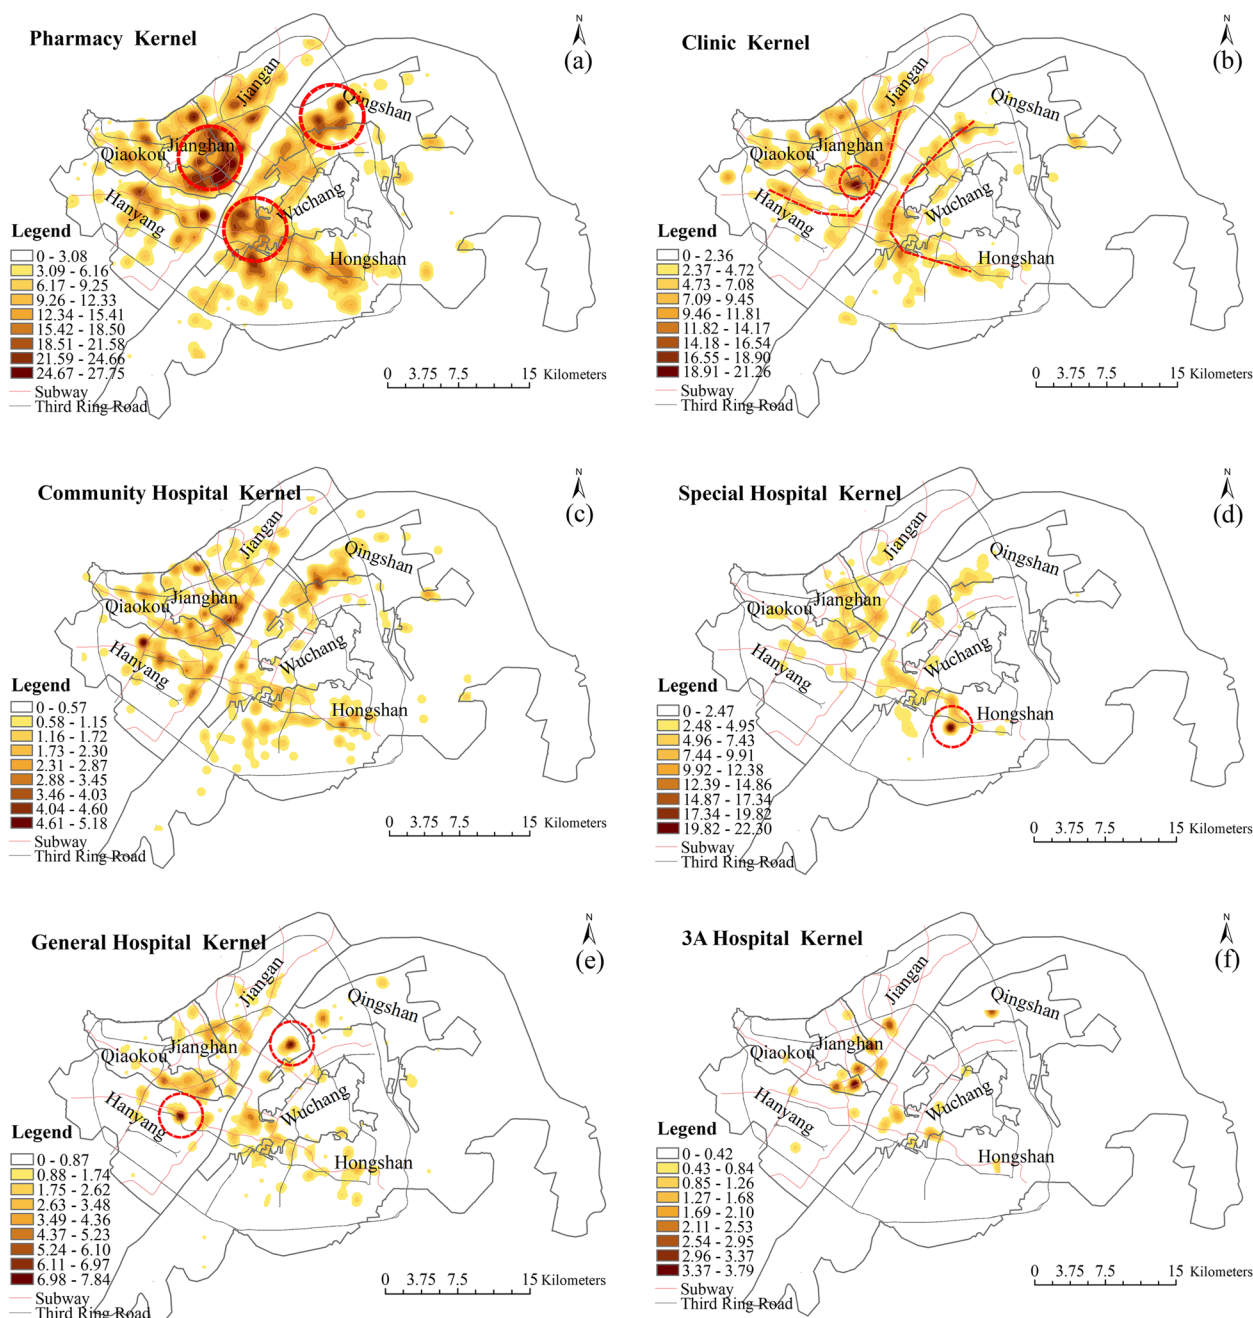 Pharmacy Kernel
N
(a)
Jiangan
Qingshan
Jianghan
Qiaokou
Wuchang
Hanyang
Hongshan
Legend
0 - 3.08
3.09 - 6.16
6.17 - 9.25
9.26 - 12.33
12.34 - 15.41
15.42 - 18.50
18.51 - 21.58
21.59 - 24.66
24.67 - 27.75
Subway
Third Ring Road
0 3.75 7.5 15 Kilometers
Clinic Kernel
N
(b)
Jiangan
Qingshan
Jianghan
Qiaokou
Wuchang
Hanyang
Hongshan
Legend
0 - 2.36
2.37 - 4.72
4.73 - 7.08
7.09 - 9.45
9.46 - 11.81
11.82 - 14.17
14.18 - 16.54
16.55 - 18.90
18.91 - 21.26
Subway
Third Ring Road
0 3.75 7.5 15 Kilometers
Community Hospital Kernel
N
(c)
Jiangan
Qingshan
Jianghan
Qiaokou
Wuchang
Hanyang
Hongshan
Legend
0 - 0.57
0.58 - 1.15
1.16 - 1.72
1.73 - 2.30
2.31 - 2.87
2.88 - 3.45
3.46 - 4.03
4.04 - 4.60
4.61 - 5.18
Subway
Third Ring Road
0 3.75 7.5 15 Kilometers
Special Hospital Kernel
N
(d)
Jiangan
Qingshan
Jianghan
Qiaokou
Wuchang
Hanyang
Hongshan
Legend
0 - 2.47
2.48 - 4.95
4.96 - 7.43
7.44 - 9.91
9.92 - 12.38
12.39 - 14.86
14.87 - 17.34
17.34 - 19.82
19.82 - 22.30
Subway
Third Ring Road
0 3.75 7.5 15 Kilometers
General Hospital Kernel
N
(e)
Jiangan
Qingshan
Jianghan
Qiaokou
Wuchang
Hanyang
Hongshan
Legend
0 - 0.87
0.88 - 1.74
1.75 - 2.62
2.63 - 3.48
3.49 - 4.36
4.37 - 5.23
5.24 - 6.10
6.11 - 6.97
6.98 - 7.84
Subway
Third Ring Road
0 3.75 7.5 15 Kilometers
3A Hospital Kernel
N
(f)
Jiangan
Qingshan
Jianghan
Qiaokou
Wuchang
Hanyang
Hongshan
Legend
0 - 0.42
0.43 - 0.84
0.85 - 1.26
1.27 - 1.68
1.69 - 2.10
2.11 - 2.53
2.54 - 2.95
2.96 - 3.37
3.37 - 3.79
Subway
Third Ring Road
0 3.75 7.5 15 Kilometers